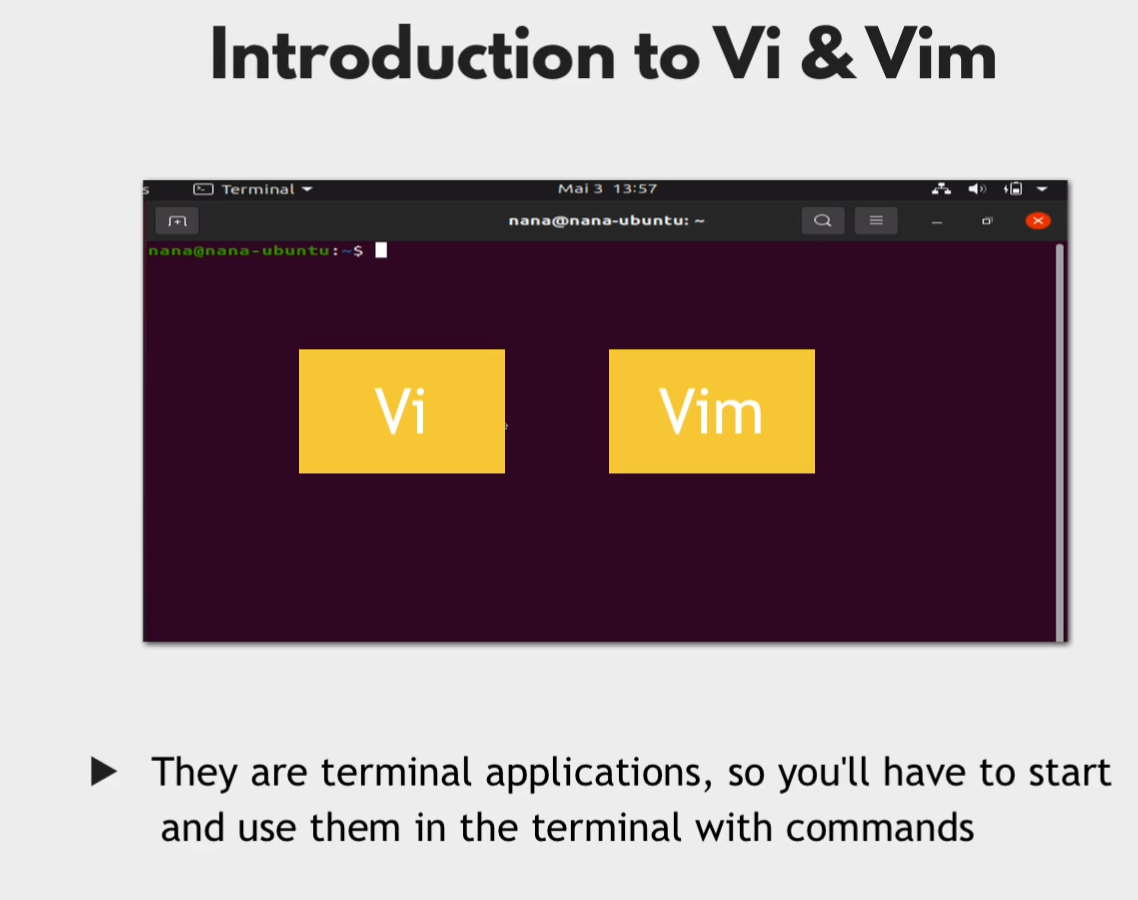 Introduction to Vi & Vim
s Terminal Mai 3 13:57
nana@nana-ubuntu: ~
nana@nana-ubuntu:~$
Vi Vim
They are terminal applications, so you'll have to start
and use them in the terminal with commands